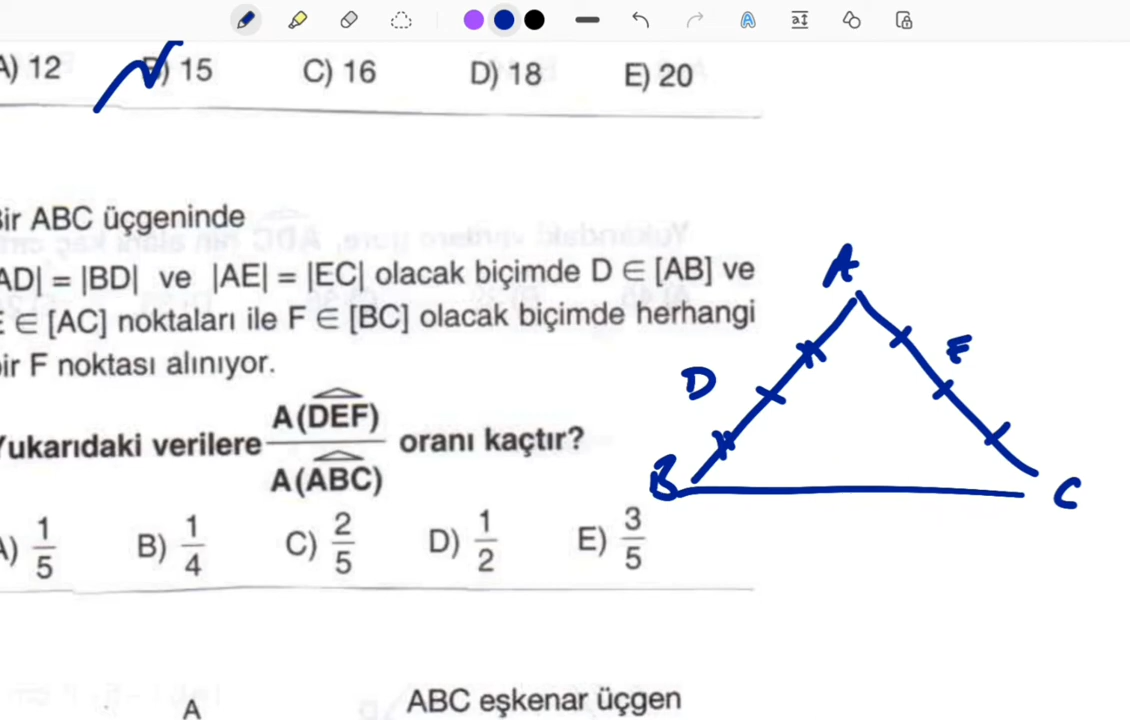 A) 12 B) 15 C) 16 D) 18 E) 20
Bir ABC üçgeninde
|AD| = |BD| ve |AE| = |EC| olacak biçimde D ∈ [AB] ve
E ∈ [AC] noktaları ile F ∈ [BC] olacak biçimde herhangi
bir F noktası alınıyor.
Yukarıdaki verilere A(DEF)/A(ABC) oranı kaçtır?
A) 1/5 B) 1/4 C) 2/5 D) 1/2 E) 3/5
A
D
E
B
C
ABC eşkenar üçgen
A